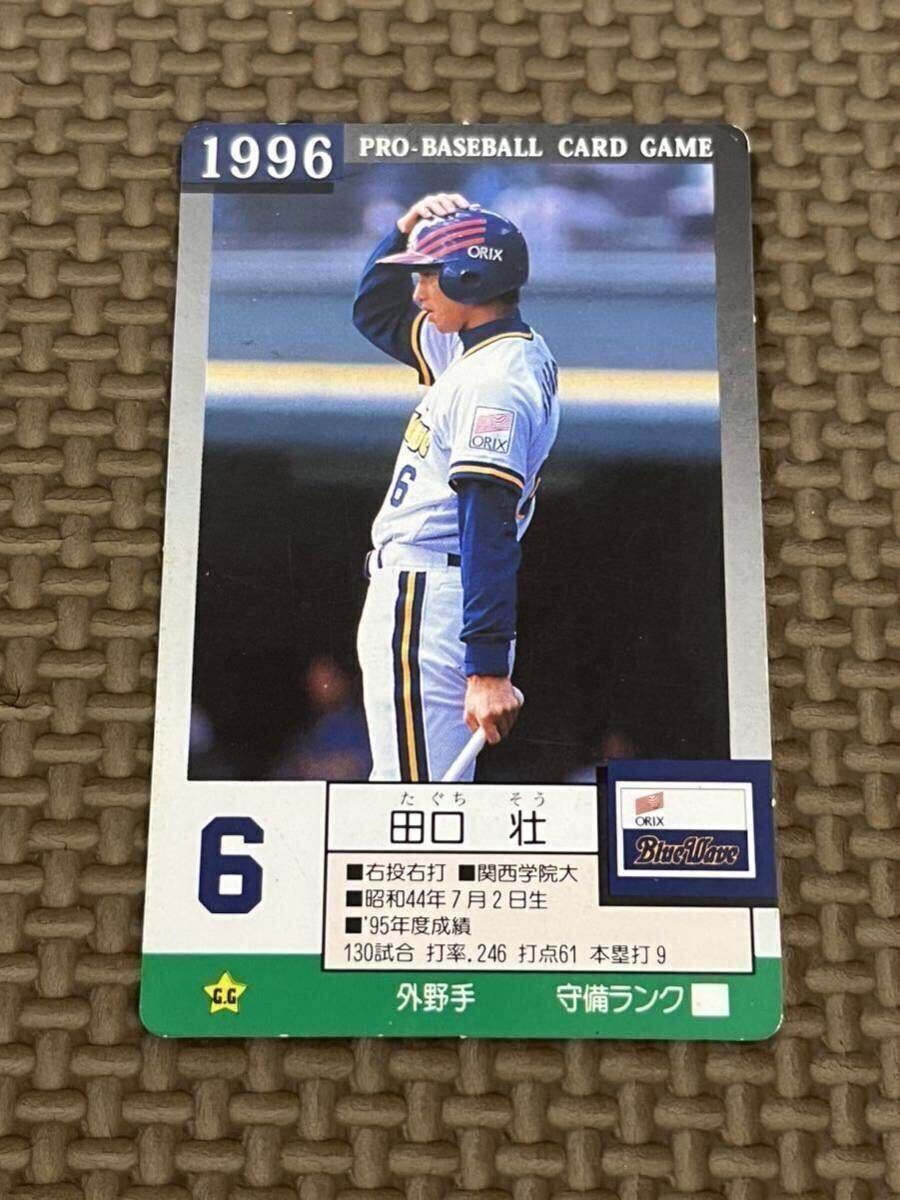 1996 PRO-BASEBALL CARD GAME
ORIX
ORIX
6
たぐち そう
田口 壮
6
ORIX
BlueWave
■右投右打 ■関西学院大
■昭和44年7月2日生
■'95年度成績
130試合 打率.246 打点61 本塁打9
G.G 外野手 守備ランク